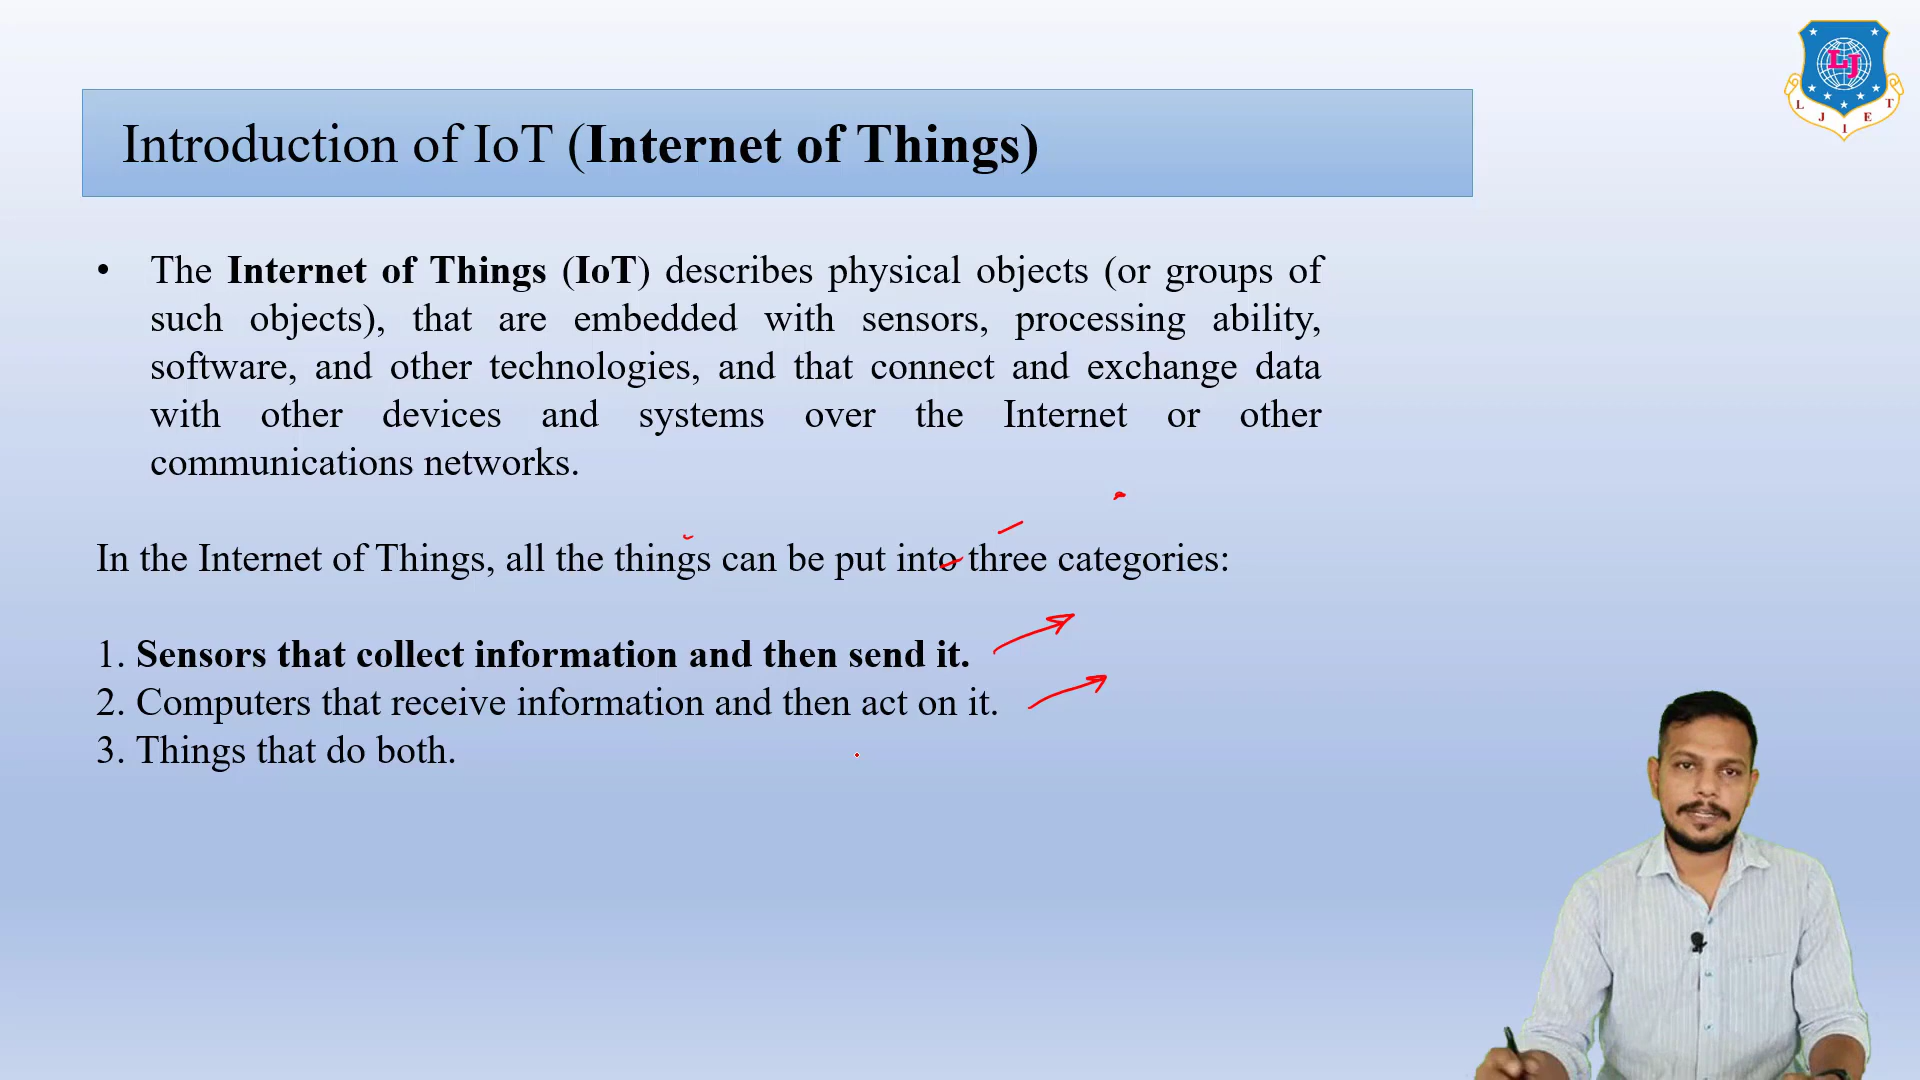 LJ
L J I E T
Introduction of IoT (Internet of Things)
• The Internet of Things (IoT) describes physical objects (or groups of
such objects), that are embedded with sensors, processing ability,
software, and other technologies, and that connect and exchange data
with other devices and systems over the Internet or other
communications networks.
In the Internet of Things, all the things can be put into three categories:
1. Sensors that collect information and then send it.
2. Computers that receive information and then act on it.
3. Things that do both.